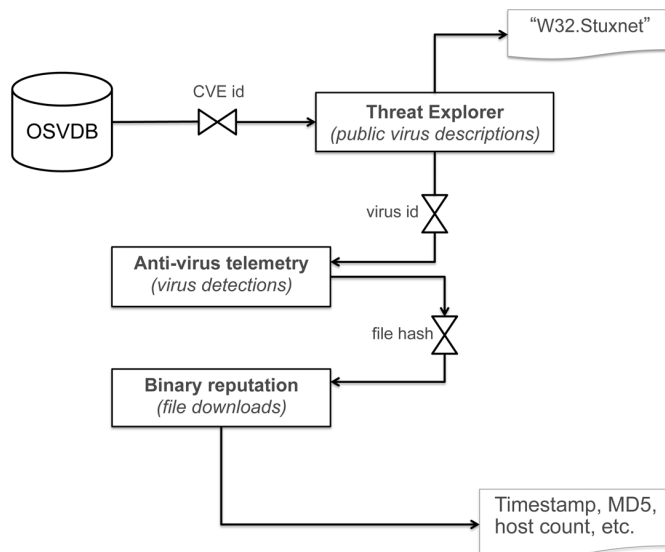 “W32.Stuxnet”
CVE id
OSVDB
Threat Explorer
(public virus descriptions)
virus id
Anti-virus telemetry
(virus detections)
file hash
Binary reputation
(file downloads)
Timestamp, MD5,
host count, etc.